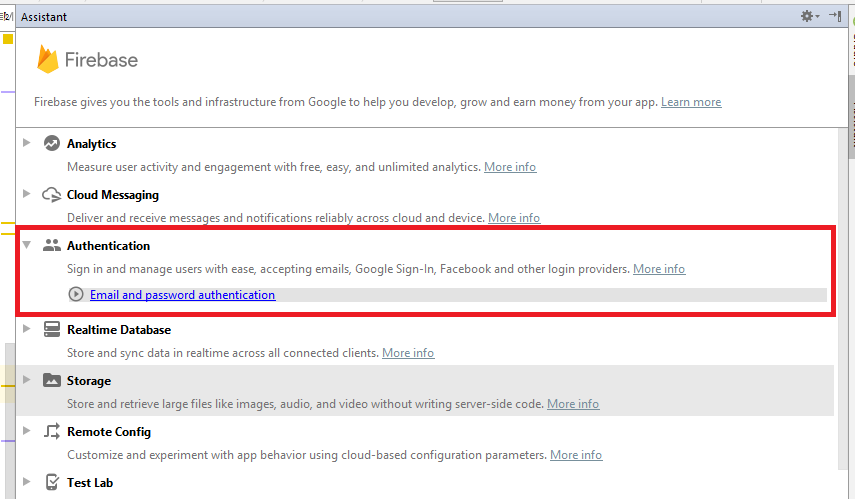 Assistant
Firebase
Firebase gives you the tools and infrastructure from Google to help you develop, grow and earn money from your app. Learn more
Analytics
Measure user activity and engagement with free, easy, and unlimited analytics. More info
Cloud Messaging
Deliver and receive messages and notifications reliably across cloud and device. More info
Authentication
Sign in and manage users with ease, accepting emails, Google Sign-In, Facebook and other login providers. More info
Email and password authentication
Realtime Database
Store and sync data in realtime across all connected clients. More info
Storage
Store and retrieve large files like images, audio, and video without writing server-side code. More info
Remote Config
Customize and experiment with app behavior using cloud-based configuration parameters. More info
Test Lab